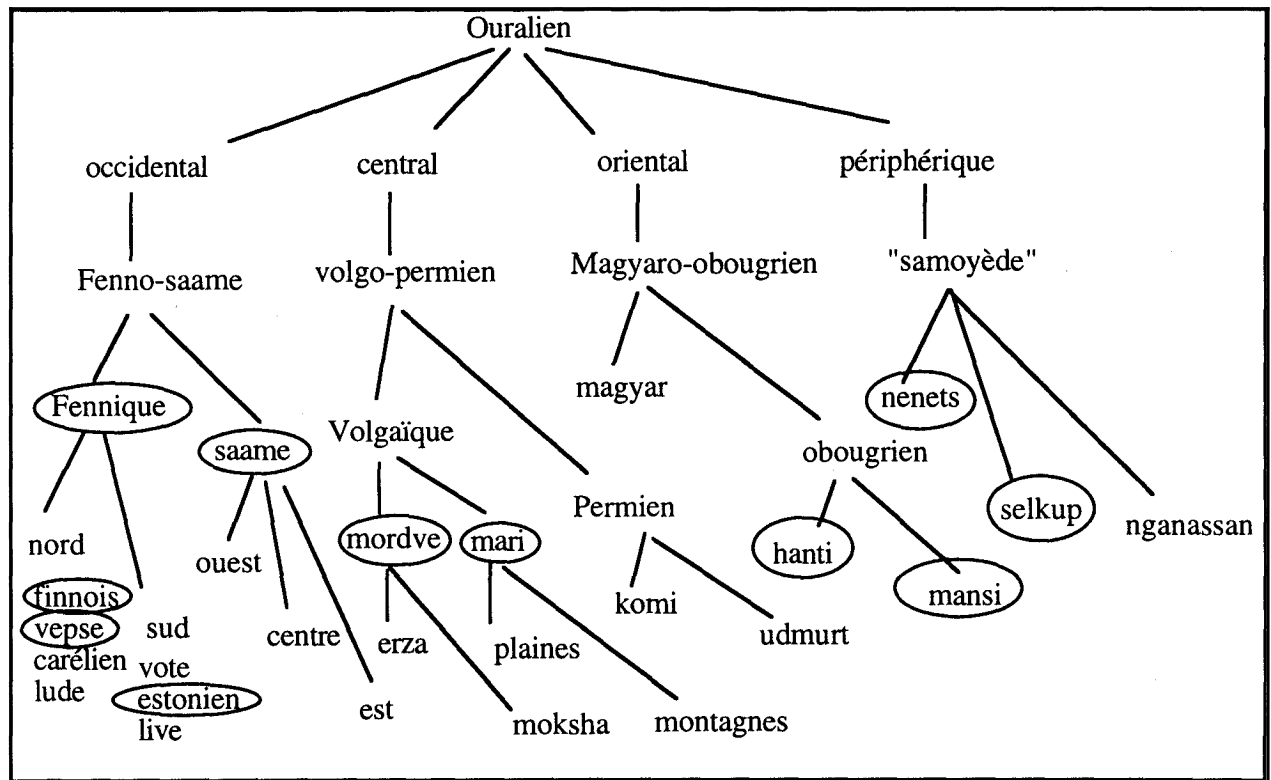 Ouralien
occidental central oriental périphérique
Fenno-saame volgo-permien Magyaro-obougrien "samoyède"
magyar nenets
Fennique
saame Volgaïque obougrien
Permien selkup nganassan
nord ouest mordve mari hanti
finnois komi mansi
vepse sud centre erza plaines udmurt
carélien vote
lude estonien est moksha montagnes
live